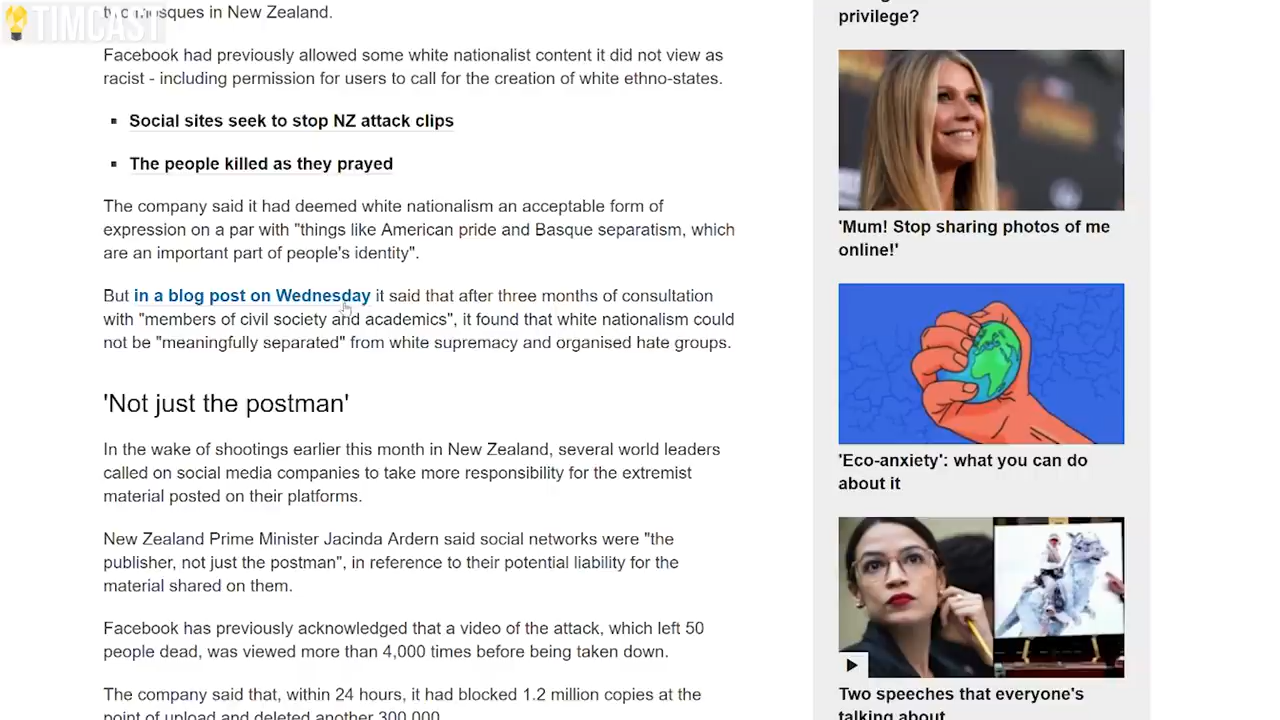 TIMCAST
two mosques in New Zealand.
Facebook had previously allowed some white nationalist content it did not view as
racist - including permission for users to call for the creation of white ethno-states.
Social sites seek to stop NZ attack clips
The people killed as they prayed
The company said it had deemed white nationalism an acceptable form of
expression on a par with "things like American pride and Basque separatism, which
are an important part of people's identity".
But in a blog post on Wednesday it said that after three months of consultation
with "members of civil society and academics", it found that white nationalism could
not be "meaningfully separated" from white supremacy and organised hate groups.
'Not just the postman'
In the wake of shootings earlier this month in New Zealand, several world leaders
called on social media companies to take more responsibility for the extremist
material posted on their platforms.
New Zealand Prime Minister Jacinda Ardern said social networks were "the
publisher, not just the postman", in reference to their potential liability for the
material shared on them.
Facebook has previously acknowledged that a video of the attack, which left 50
people dead, was viewed more than 4,000 times before being taken down.
The company said that, within 24 hours, it had blocked 1.2 million copies at the
point of upload and deleted another 300,000.
privilege?
'Mum! Stop sharing photos of me
online!'
'Eco-anxiety': what you can do
about it
Two speeches that everyone's
talking about